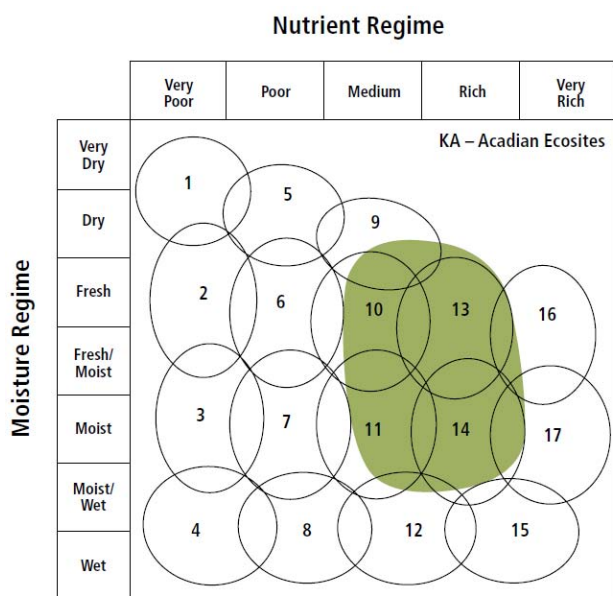 Nutrient Regime
Very
Poor
Poor
Medium
Rich
Very
Rich
Moisture Regime
Very
Dry
Dry
Fresh
Fresh/
Moist
Moist
Moist/
Wet
Wet
KA – Acadian Ecosites
1
5
9
2
6
10
13
16
3
7
11
14
17
4
8
12
15